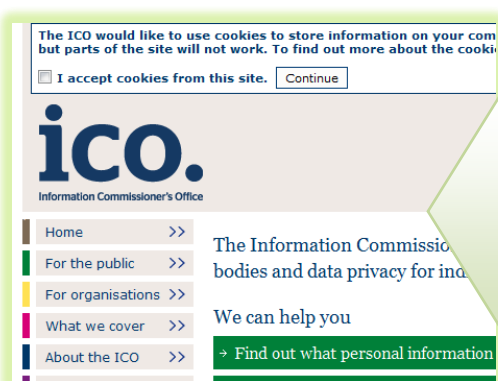 The ICO would like to use cookies to store information on your com
but parts of the site will not work. To find out more about the cooki
I accept cookies from this site. Continue
ico.
Information Commissioner's Office
Home >>
For the public >>
For organisations >>
What we cover >>
About the ICO >>
The Information Commissio
bodies and data privacy for ind
We can help you
→ Find out what personal information